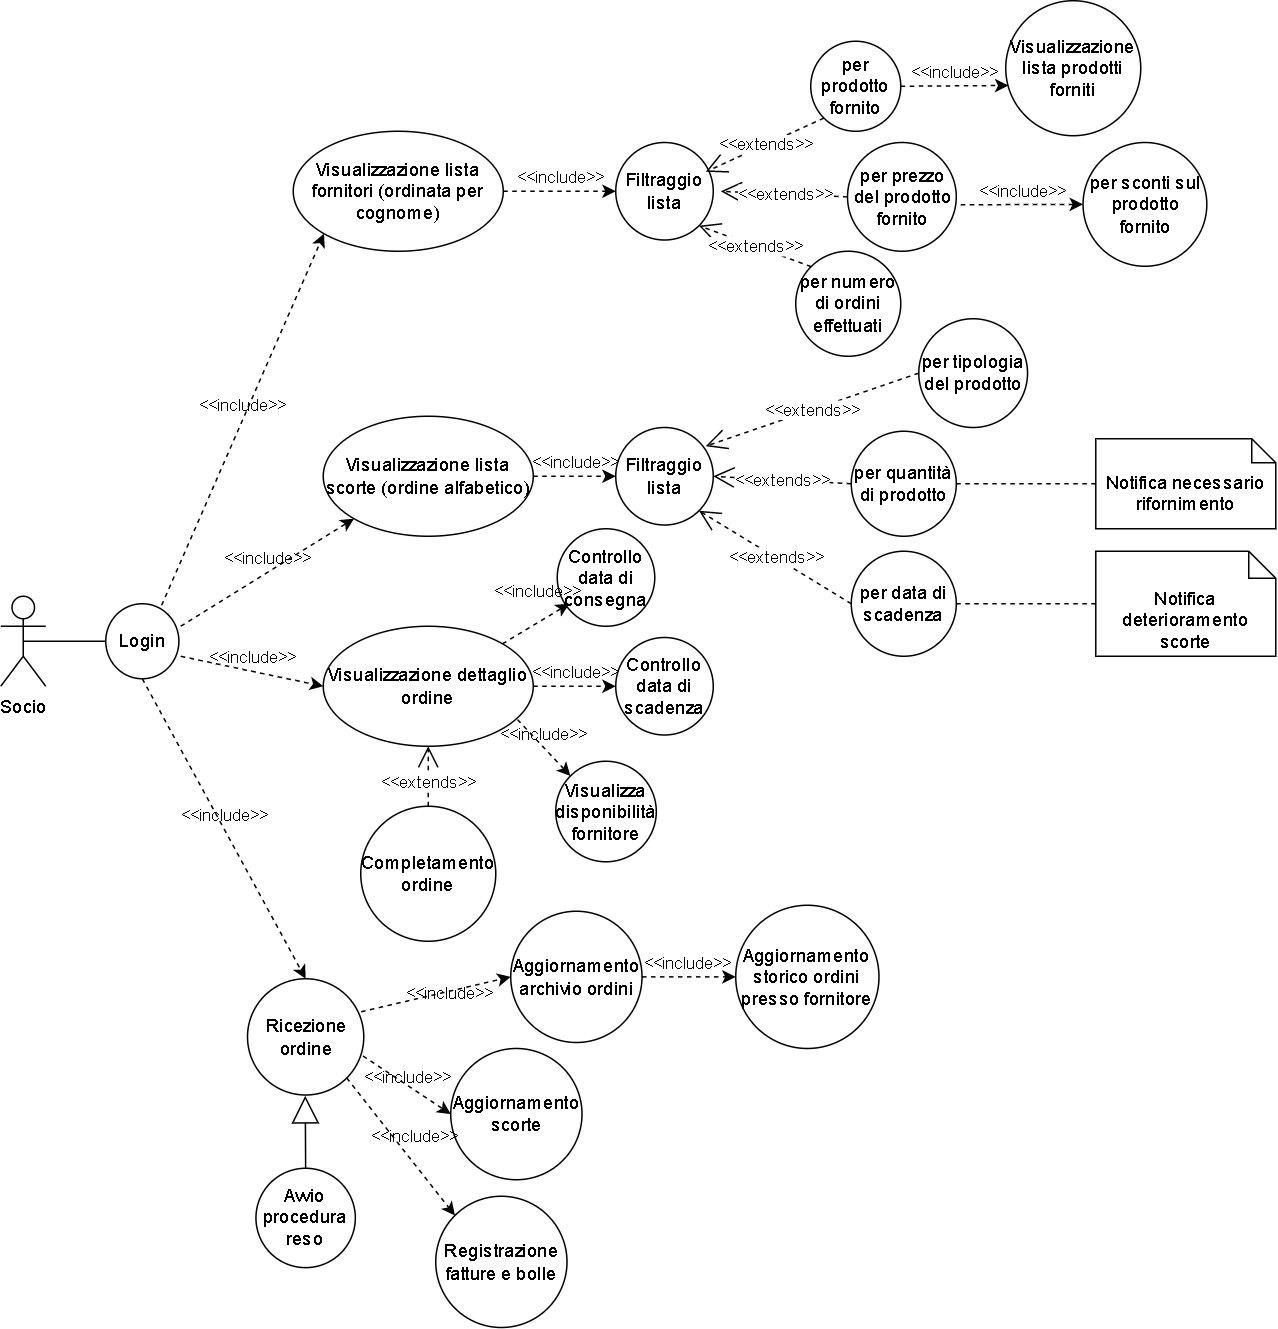 per
prodotto
fornito
<<include>>
Visualizzazione
lista prodotti
forniti
<<extends>>
Visualizzazione lista
fornitori (ordinata per
cognome)
<<include>>
Filtraggio
lista
<<extends>>
per prezzo
del prodotto
fornito
<<include>>
per sconti sul
prodotto
fornito
<<extends>>
per numero
di ordini
effettuati
per tipologia
del prodotto
<<include>>
<<extends>>
Visualizzazione lista
scorte (ordine alfabetico)
<<include>>
Filtraggio
lista
<<extends>>
per quantità
di prodotto
Notifica necessario
rifornimento
<<include>>
<<extends>>
per data di
scadenza
Notifica
deterioramento
scorte
Controllo
data di
consegna
<<include>>
Socio
Login
<<include>>
Visualizzazione dettaglio
ordine
<<include>>
Controllo
data di
scadenza
<<include>>
Visualizza
disponibilità
fornitore
<<extends>>
Completamento
ordine
<<include>>
Ricezione
ordine
<<include>>
Aggiornamento
archivio ordini
<<include>>
Aggiornamento
storico ordini
presso fornitore
<<include>>
Aggiornamento
scorte
<<include>>
Registrazione
fatture e bolle
Avvio
procedura
reso